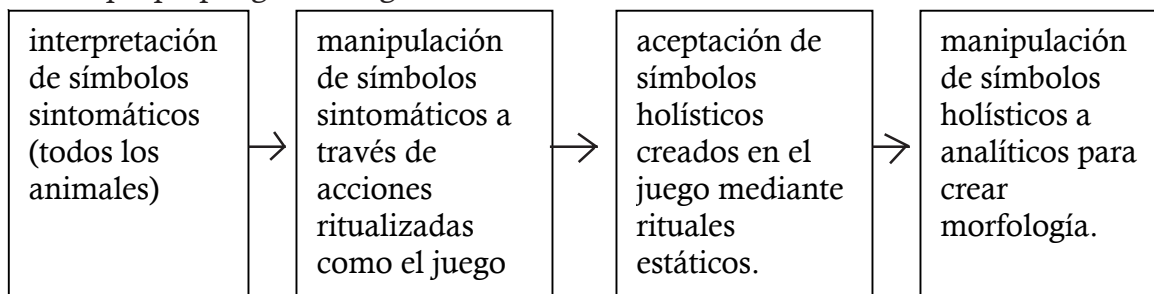 interpretación
de símbolos
sintomáticos
(todos los
animales)
manipulación
de símbolos
sintomáticos a
través de
acciones
ritualizadas
como el juego
aceptación de
símbolos
holísticos
creados en el
juego mediante
rituales
estáticos.
manipulación
de símbolos
holísticos a
analíticos para
crear
morfología.